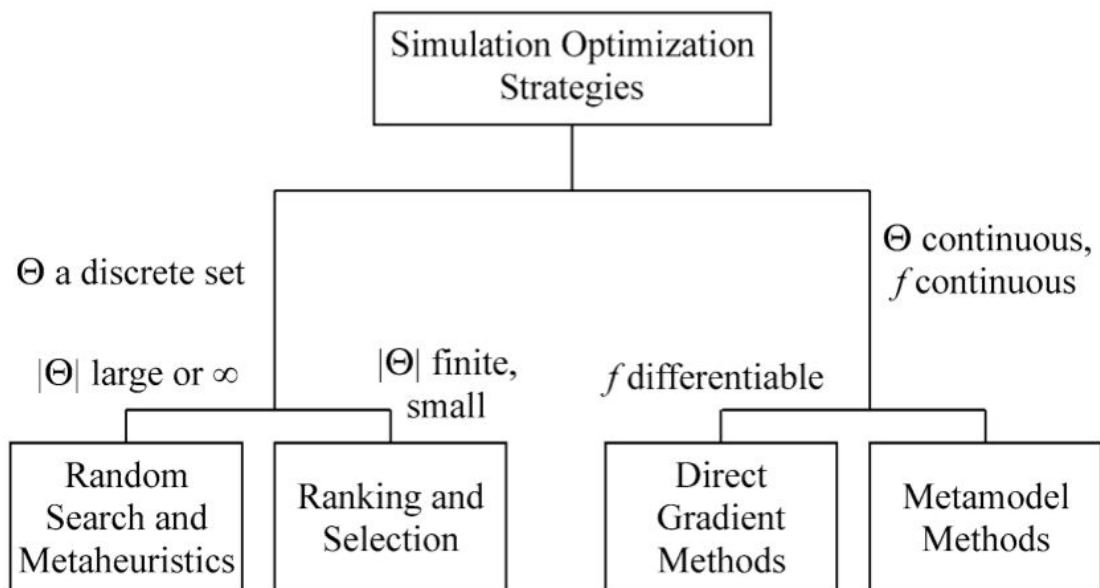 Simulation Optimization
Strategies
Θ a discrete set
Θ continuous,
f continuous
|Θ| large or ∞
|Θ| finite,
small
f differentiable
Random
Search and
Metaheuristics
Ranking and
Selection
Direct
Gradient
Methods
Metamodel
Methods